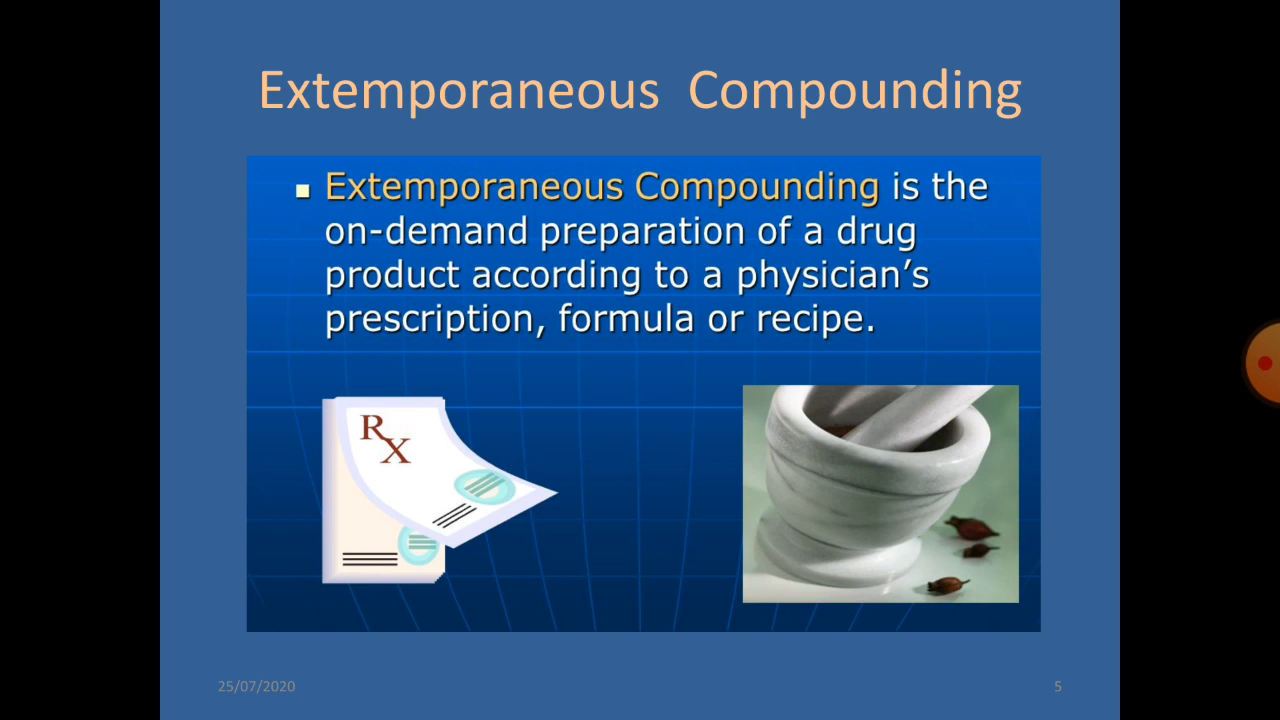 Extemporaneous Compounding
Extemporaneous Compounding is the
on-demand preparation of a drug
product according to a physician’s
prescription, formula or recipe.
Rx
25/07/2020
5